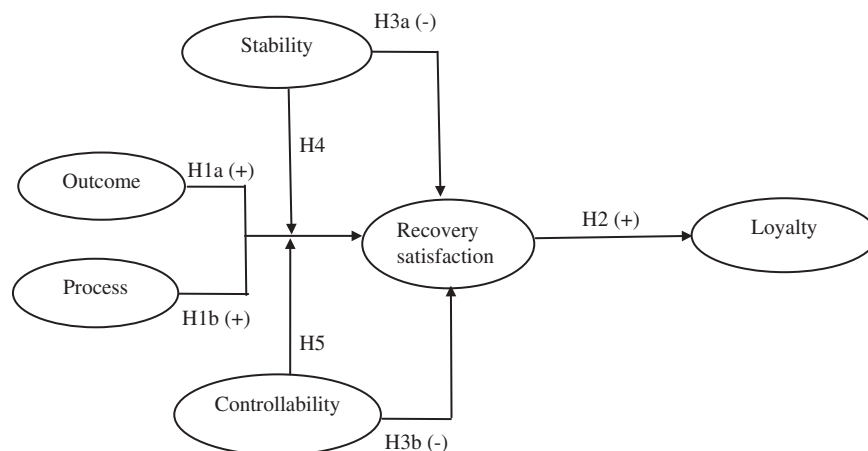 H3a (-)
Stability
H4
H1a (+)
Outcome
Recovery
satisfaction
H2 (+)
Loyalty
Process
H1b (+)
H5
Controllability
H3b (-)